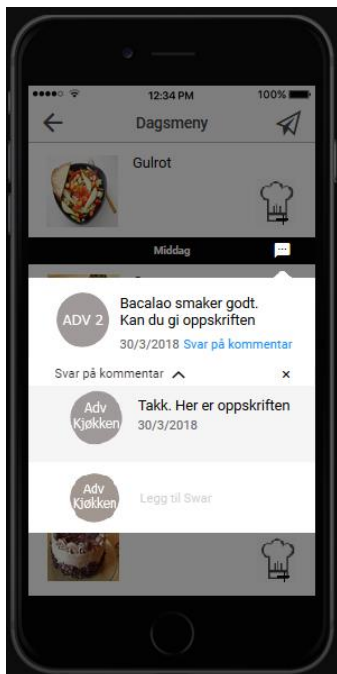 12:34 PM
100%
Dagsmeny
Gulrot
Middag
ADV 2
Bacalao smaker godt.
Kan du gi oppskriften
30/3/2018 Svar på kommentar
Svar på kommentar
Adv
Kjøkken
Takk. Her er oppskriften
30/3/2018
Adv
Kjøkken
Legg til Swar